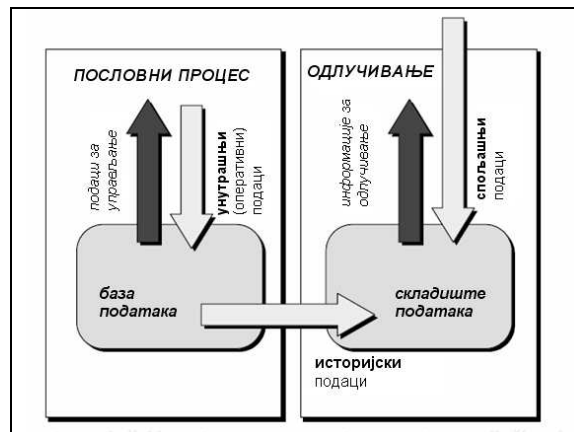 ПОСЛОВНИ ПРОЦЕС
ОДЛУЧИВАЊЕ
подаци за
управљање
унутрашњи
(оперативни)
подаци
информације за
одлучивање
спољашњи
подаци
база
података
складиште
података
историјски
подаци